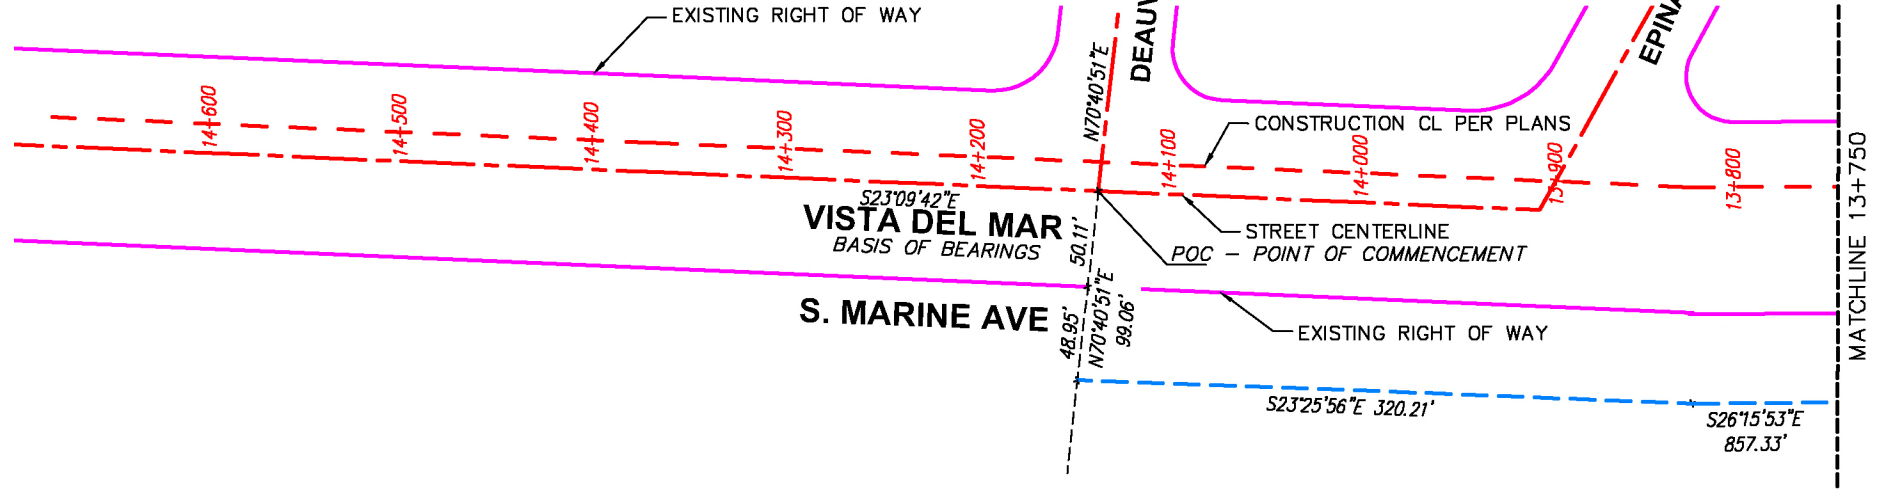 EXISTING RIGHT OF WAY
DEAUV
EPINA
N70°40'51"E
14+600
14+500
14+400
14+300
14+200
14+100
14+000
13+900
13+800
CONSTRUCTION CL PER PLANS
MATCHLINE 13+750
S23°09'42"E
VISTA DEL MAR
BASIS OF BEARINGS
50.11'
STREET CENTERLINE
POC - POINT OF COMMENCEMENT
S. MARINE AVE
48.95'
N70°40'51"E
99.06'
EXISTING RIGHT OF WAY
S23°25'56"E 320.21'
S26°15'53"E
857.33'